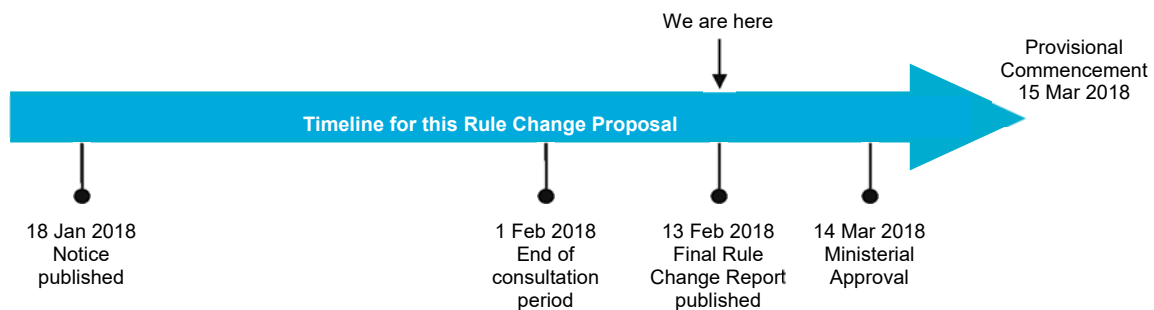 We are here
Provisional
Commencement
15 Mar 2018
Timeline for this Rule Change Proposal
18 Jan 2018
Notice
published
1 Feb 2018
End of
consultation
period
13 Feb 2018
Final Rule
Change Report
published
14 Mar 2018
Ministerial
Approval